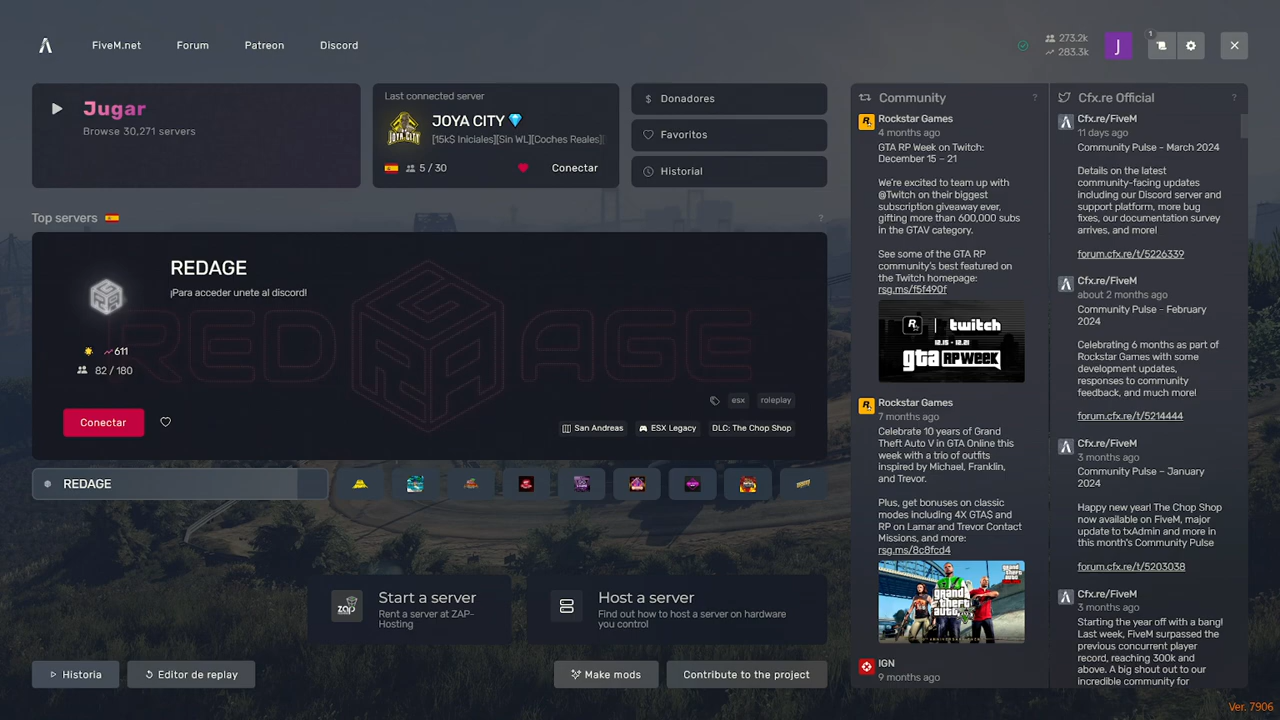 FiveM.net
Forum
Patreon
Discord
273.2k
283.3k
J
1
Jugar
Browse 30,271 servers
Last connected server
JOYA CITY
JOYA CITY
[15k$ Iniciales][Sin WL][Coches Reales]
5 / 30
Conectar
$ Donadores
Favoritos
Historial
Top servers
?
REDAGE
¡Para acceder unete al discord!
RED AGE
611
82 / 180
Conectar
esx
roleplay
San Andreas
ESX Legacy
DLC: The Chop Shop
REDAGE
ZAP
Start a server
Rent a server at ZAP-
Hosting
Host a server
Find out how to host a server on hardware
you control
Historia
Editor de replay
Make mods
Contribute to the project
Community
?
Rockstar Games
4 months ago
GTA RP Week on Twitch:
December 15 – 21
We're excited to team up with
@Twitch on their biggest
subscription giveaway ever,
gifting more than 600,000 subs
in the GTAV category.
See some of the GTA RP
community's best featured on
the Twitch homepage:
rsg.ms/f5f490f
R | twitch
12.15 - 12.21
gta RP WEEK
Rockstar Games
7 months ago
Celebrate 10 years of Grand
Theft Auto V in GTA Online this
week with a trio of outfits
inspired by Michael, Franklin,
and Trevor.
Plus, get bonuses on classic
modes including 4X GTA$ and
RP on Lamar and Trevor Contact
Missions, and more:
rsg.ms/8c8fcd4
grand
theft
auto
IGN
9 months ago
Cfx.re Official
?
Cfx.re/FiveM
11 days ago
Community Pulse – March 2024
Details on the latest
community-facing updates
including our Discord server and
support platform, more bug
fixes, our documentation survey
arrives, and more!
forum.cfx.re/t/5226339
Cfx.re/FiveM
about 2 months ago
Community Pulse – February
2024
Celebrating 6 months as part of
Rockstar Games with some
development updates,
responses to community
feedback, and much more!
forum.cfx.re/t/5214444
Cfx.re/FiveM
3 months ago
Community Pulse – January
2024
Happy new year! The Chop Shop
now available on FiveM, major
update to txAdmin and more in
this month's Community Pulse
forum.cfx.re/t/5203038
Cfx.re/FiveM
3 months ago
Starting the year off with a bang!
Last week, FiveM surpassed the
previous concurrent player
record, reaching 300k and
above. A big shout out to our
incredible community for
Ver. 7906